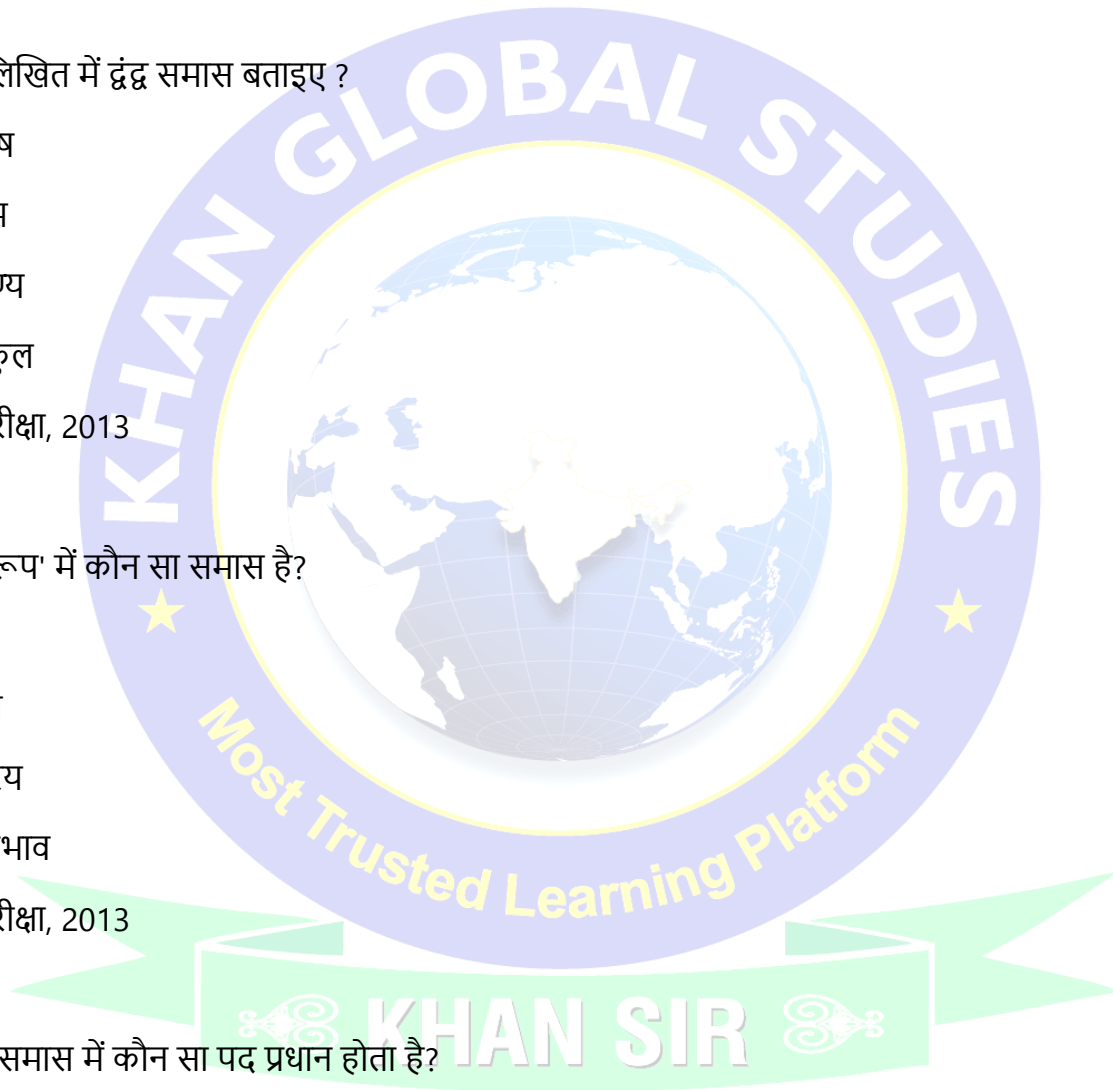 लिखित में द्वंद्व समास बताइए ?
ष
ण्य
कुल
रीक्षा, 2013
रूप' में कौन सा समास है?
य
भाव
रीक्षा, 2013
समास में कौन सा पद प्रधान होता है?
KHAN GLOBAL STUDIES
Most Trusted Learning Platform
KHAN SIR